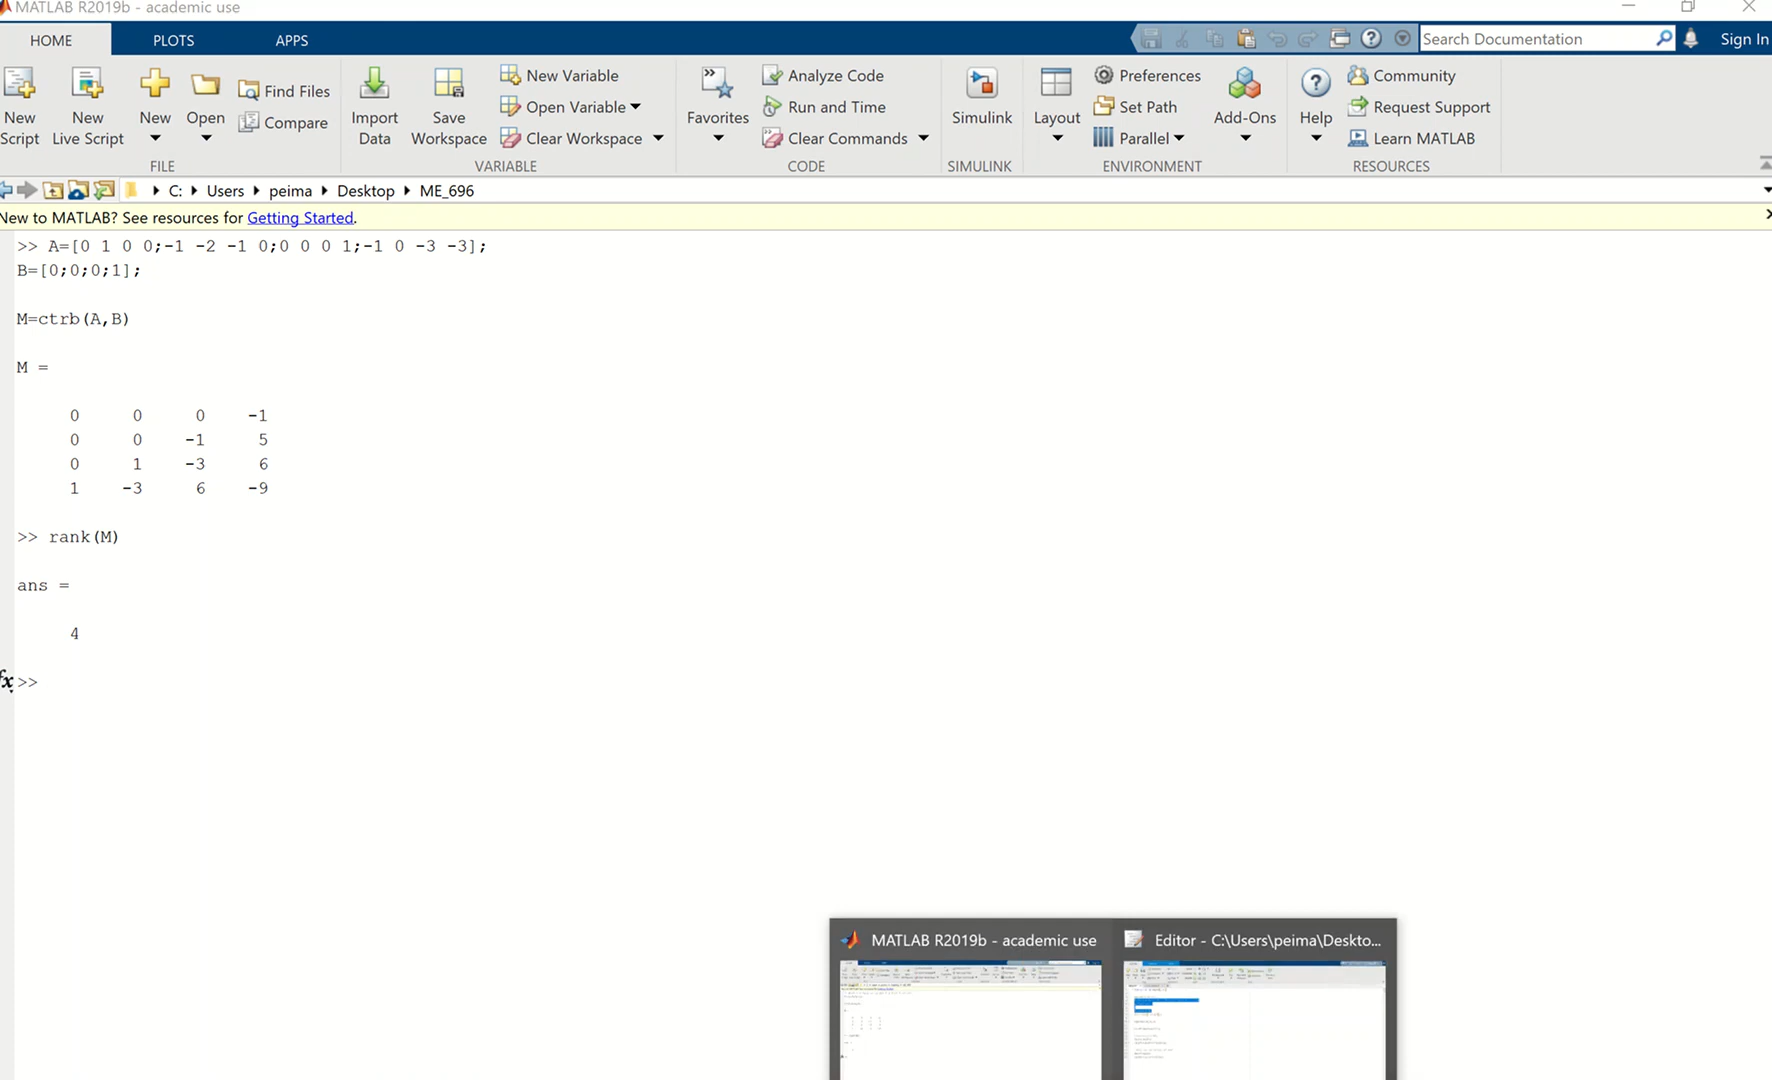 MATLAB R2019b - academic use
HOME PLOTS APPS
Search Documentation
Sign In
New Script
New Live Script
New
Open
Find Files
Compare
FILE
Import Data
Save Workspace
New Variable
Open Variable
Clear Workspace
VARIABLE
Favorites
Analyze Code
Run and Time
Clear Commands
CODE
Simulink
SIMULINK
Layout
Preferences
Set Path
Parallel
ENVIRONMENT
Add-Ons
Help
Community
Request Support
Learn MATLAB
RESOURCES
C: Users peima Desktop ME_696
New to MATLAB? See resources for Getting Started.
>> A=[0 1 0 0;-1 -2 -1 0;0 0 0 1;-1 0 -3 -3];
B=[0;0;0;1];
M=ctrb(A,B)
M =
0 0 0 -1
0 0 -1 5
0 1 -3 6
1 -3 6 -9
>> rank(M)
ans =
4
fx >>
MATLAB R2019b - academic use
Editor - C:\Users\peima\Deskto...